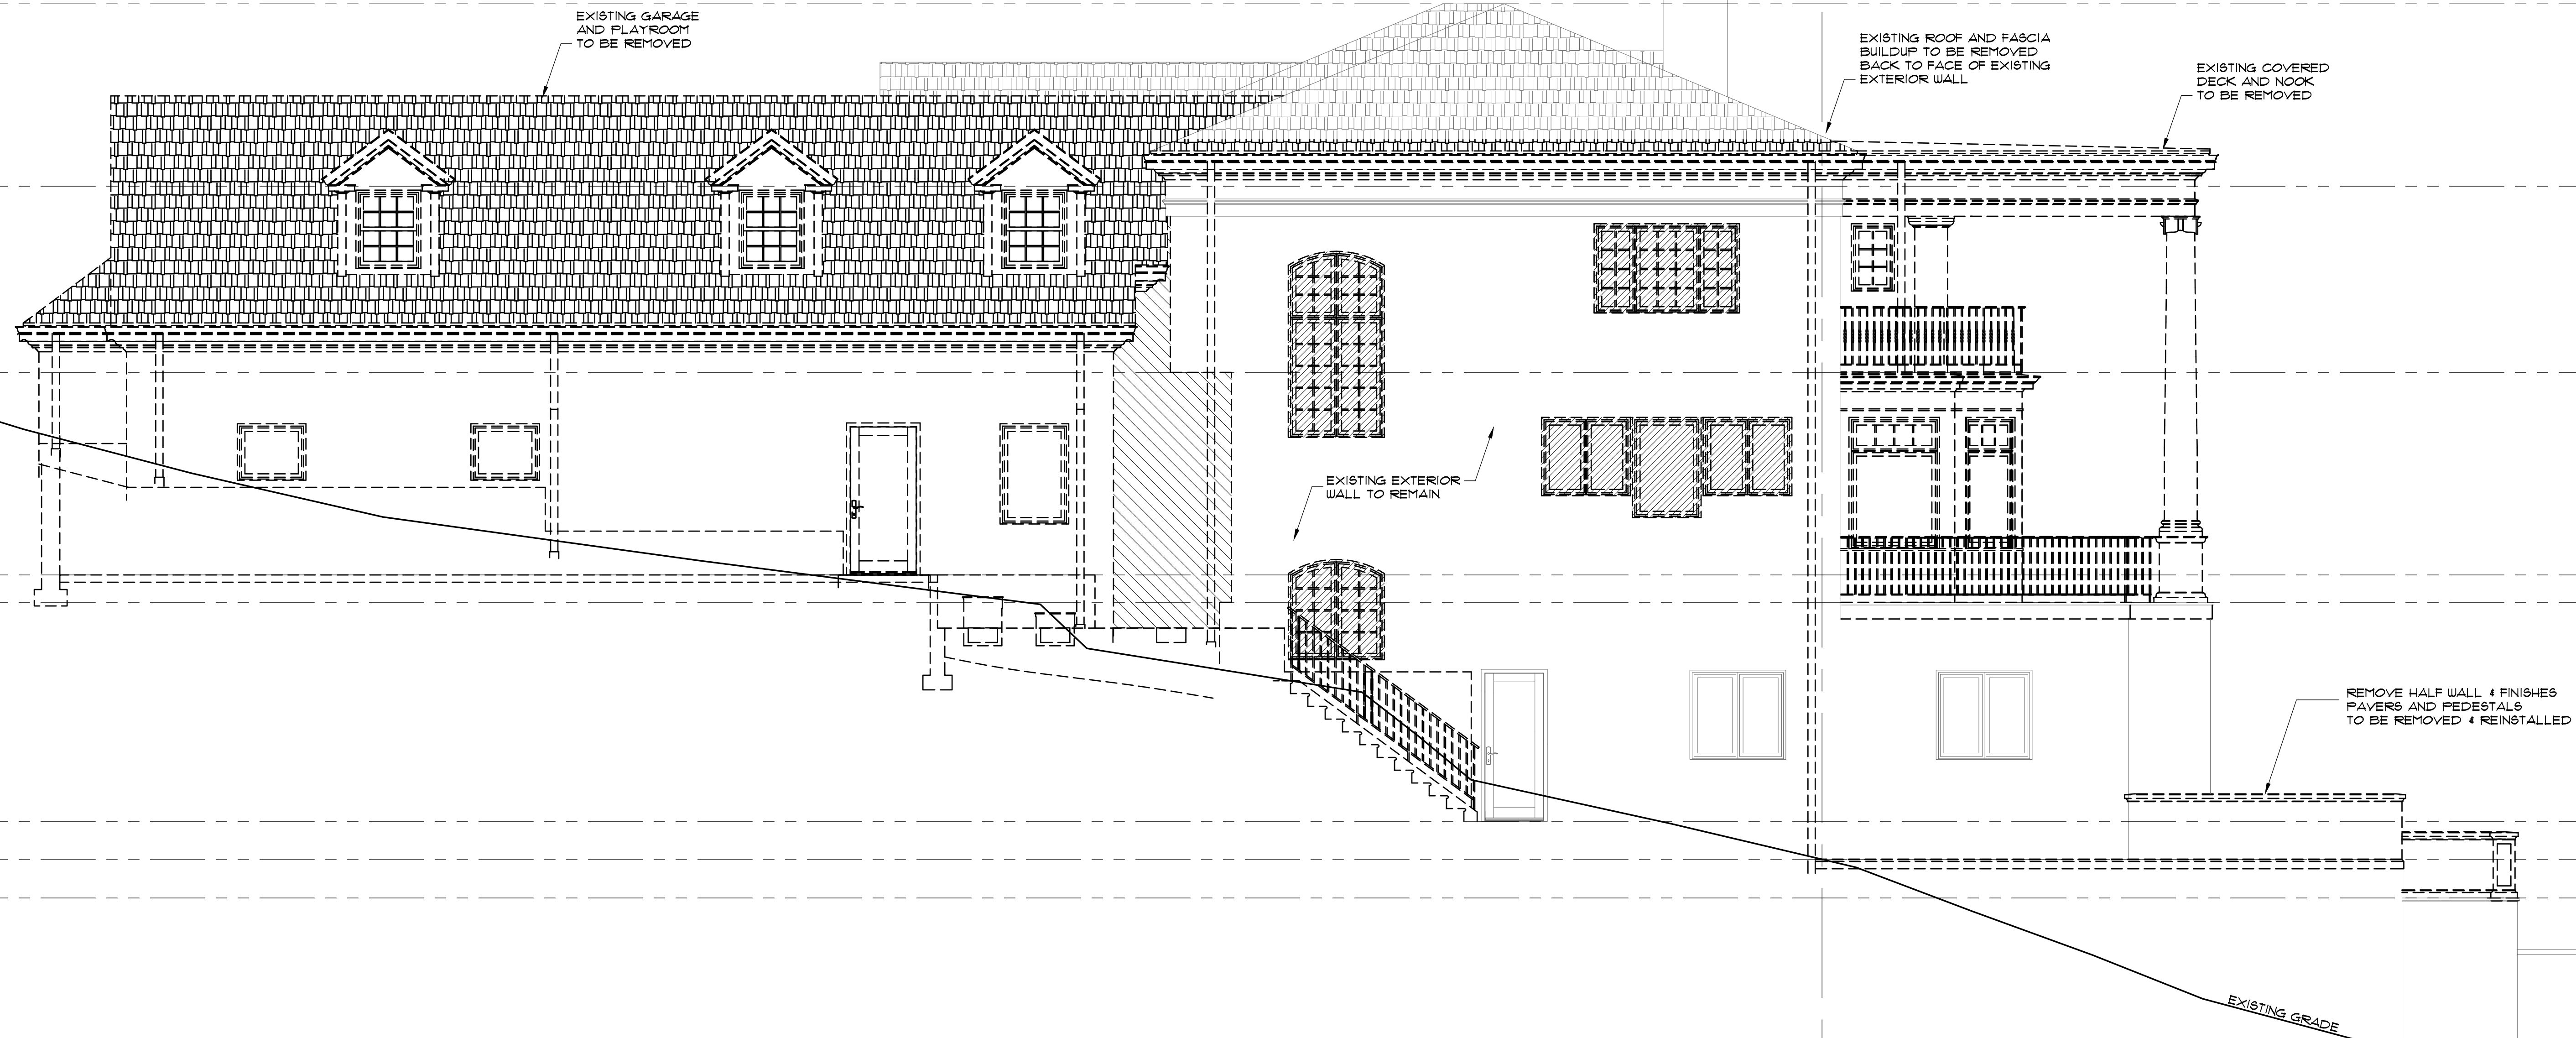 EXISTING GARAGE
AND PLAYROOM
TO BE REMOVED
EXISTING ROOF AND FASCIA
BUILDUP TO BE REMOVED
BACK TO FACE OF EXISTING
EXTERIOR WALL
EXISTING COVERED
DECK AND NOOK
TO BE REMOVED
EXISTING EXTERIOR
WALL TO REMAIN
REMOVE HALF WALL & FINISHES
PAVERS AND PEDESTALS
TO BE REMOVED & REINSTALLED
EXISTING GRADE